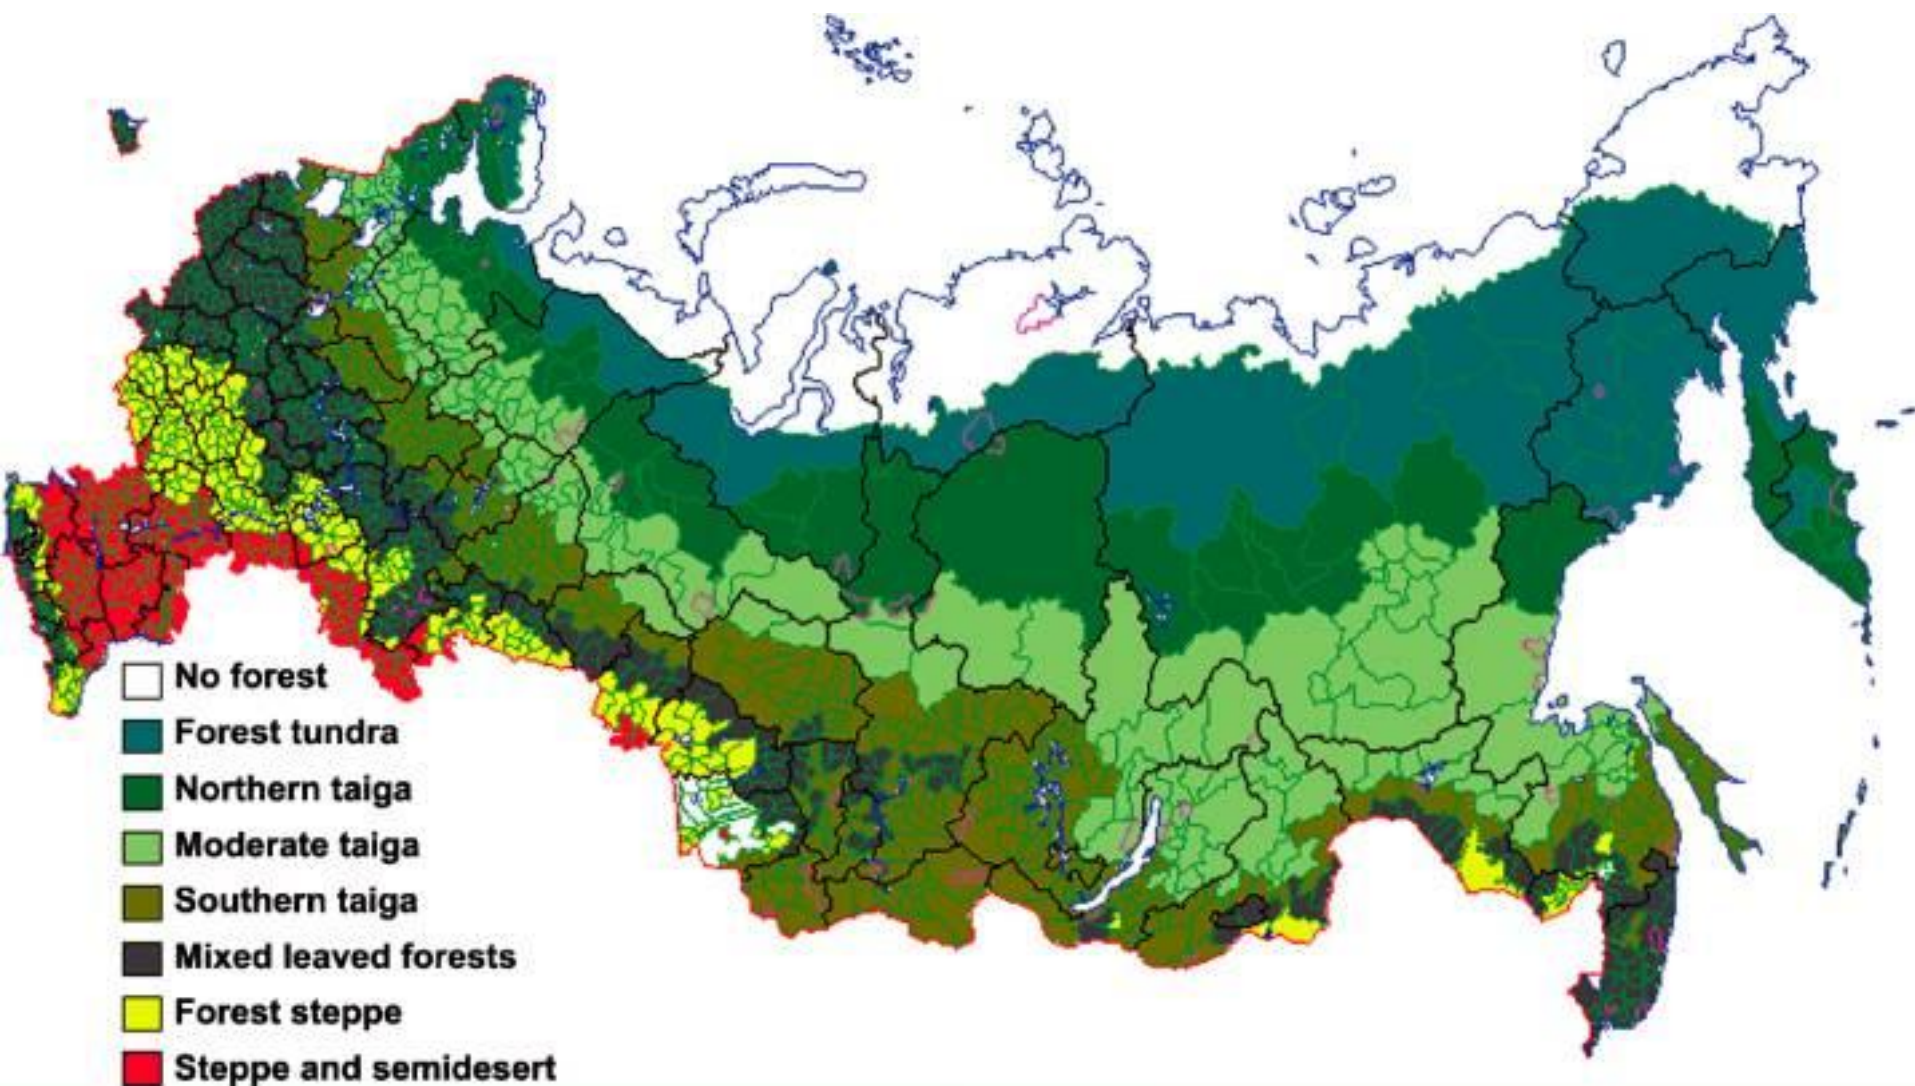 No forest
Forest tundra
Northern taiga
Moderate taiga
Southern taiga
Mixed leaved forests
Forest steppe
Steppe and semidesert